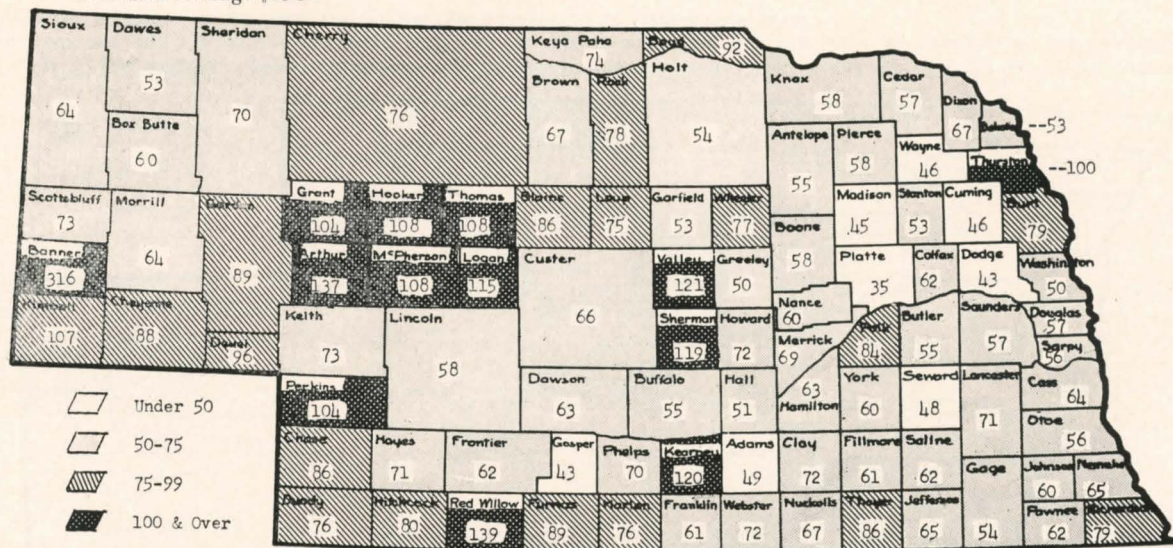 Sioux
64
Dawes
53
Sheridan
70
Cherry
76
Keya Paha
74
Boyd
92
Brown
67
Rock
78
Holt
54
Knox
58
Cedar
57
Dixon
67
Dakota
--53
Box Butte
60
Antelope
55
Pierce
58
Wayne
46
Thurston
--100
Scottsbluff
73
Morrill
64
Garden
89
Grant
104
Hooker
108
Thomas
108
Blaine
86
Loup
75
Garfield
53
Wheeler
77
Madison
45
Stanton
53
Cuming
46
Burt
79
Banner
316
Arthur
137
McPherson
108
Logan
115
Custer
66
Valley
121
Greeley
50
Boone
58
Platte
35
Colfax
62
Dodge
43
Washington
50
Kimball
107
Cheyenne
88
Deuel
96
Keith
73
Lincoln
58
Sherman
119
Howard
72
Nance
60
Merrick
69
Polk
84
Butler
55
Saunders
57
Douglas
57
Sarpy
56
Perkins
104
Dawson
63
Buffalo
55
Hall
51
Hamilton
63
York
60
Seward
48
Lancaster
71
Cass
64
Otoe
56
Chase
86
Hayes
71
Frontier
62
Gosper
43
Phelps
70
Kearney
120
Adams
49
Clay
72
Fillmore
61
Saline
62
Gage
54
Johnson
60
Nemaha
65
Dundy
76
Hitchcock
80
Red Willow
139
Furnas
89
Harlan
76
Franklin
61
Webster
72
Nuckolls
67
Thayer
86
Jefferson
65
Pawnee
62
Richardson
79
Under 50
50-75
75-99
100 & Over